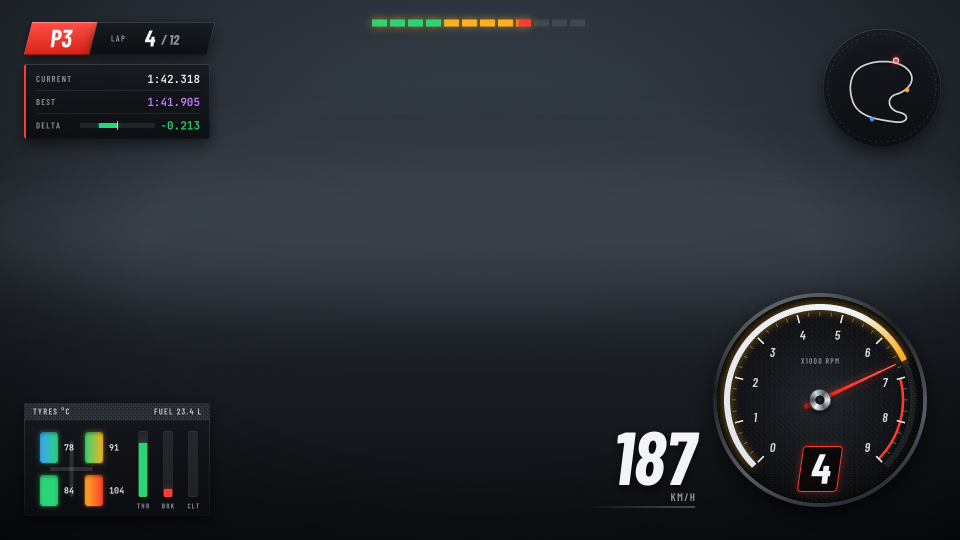 P3 LAP 4 / 12
CURRENT 1:42.318
BEST 1:41.905
DELTA -0.213
4 5
3 6
X1000 RPM
2 7
1 8
0 9
4
187
KM/H
TYRES °C FUEL 23.4 L
78 91
84 104
THR BRK CLT